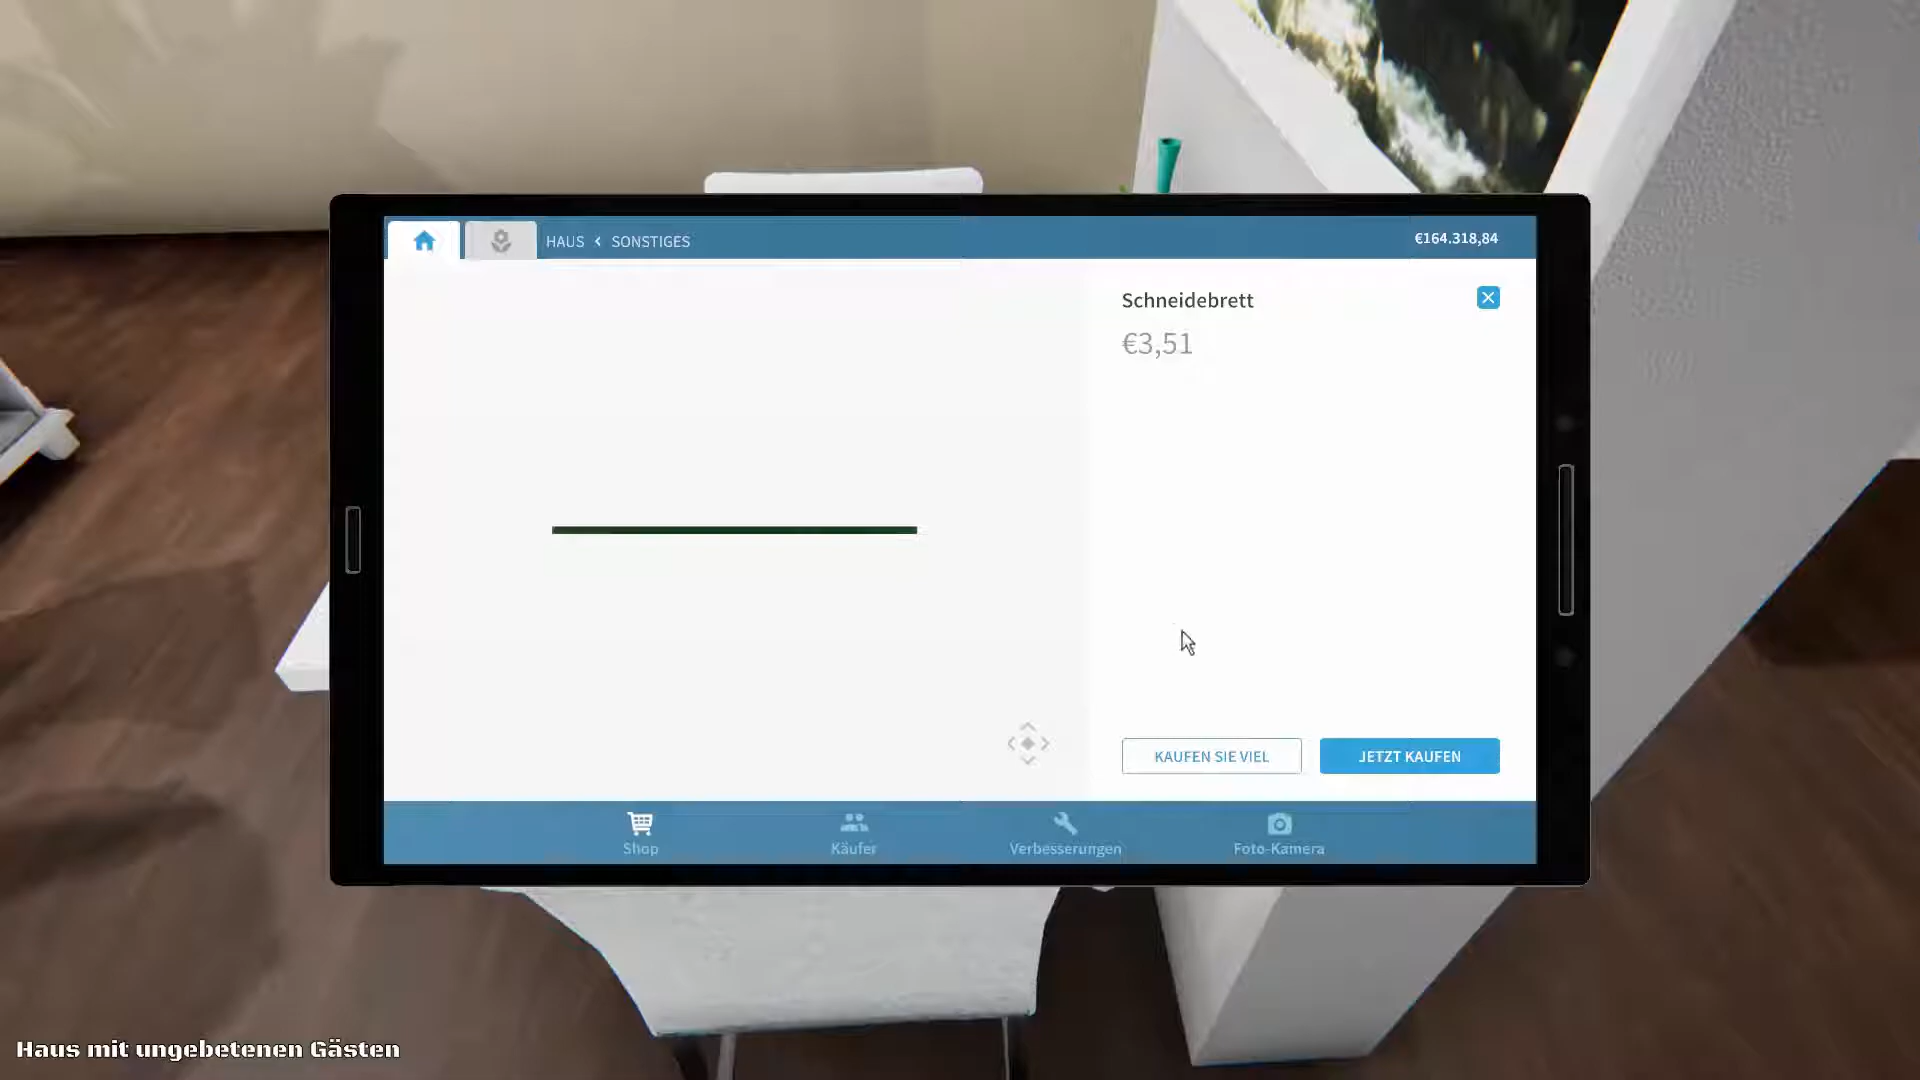 HAUS < SONSTIGES
€164.318,84
Schneidebrett
€3,51
KAUFEN SIE VIEL
JETZT KAUFEN
Shop
Käufer
Verbesserungen
Foto-Kamera
Haus mit ungebetenen Gästen